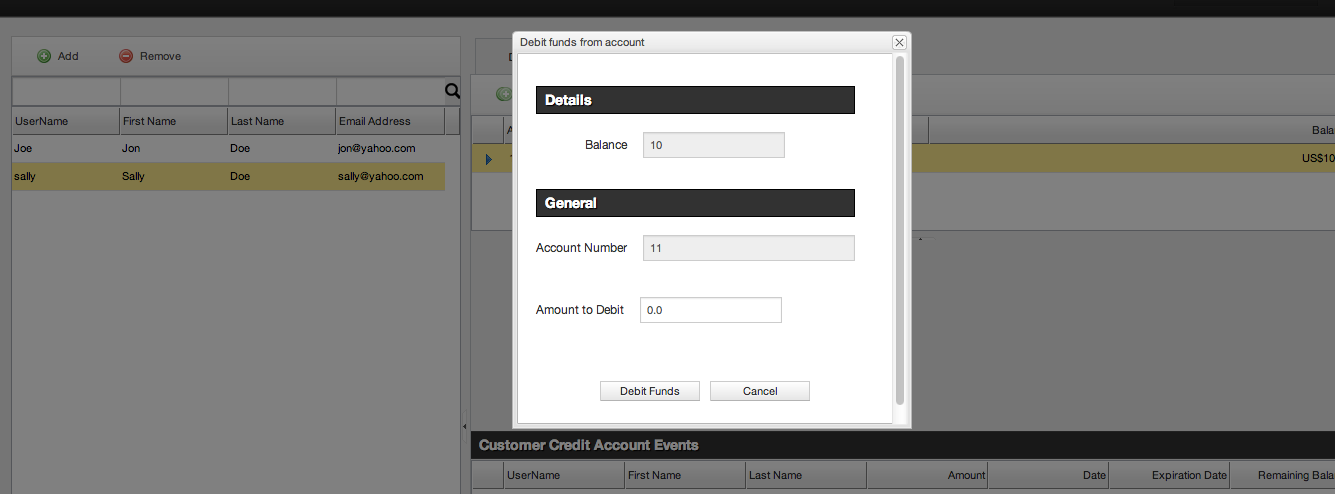 Debit funds from account
Add Remove
UserName First Name Last Name Email Address
Joe Jon Doe jon@yahoo.com
sally Sally Doe sally@yahoo.com
Details
Balance 10
General
Account Number 11
Amount to Debit 0.0
Debit Funds Cancel
US$10
Customer Credit Account Events
UserName First Name Last Name Amount Date Expiration Date Remaining Bala